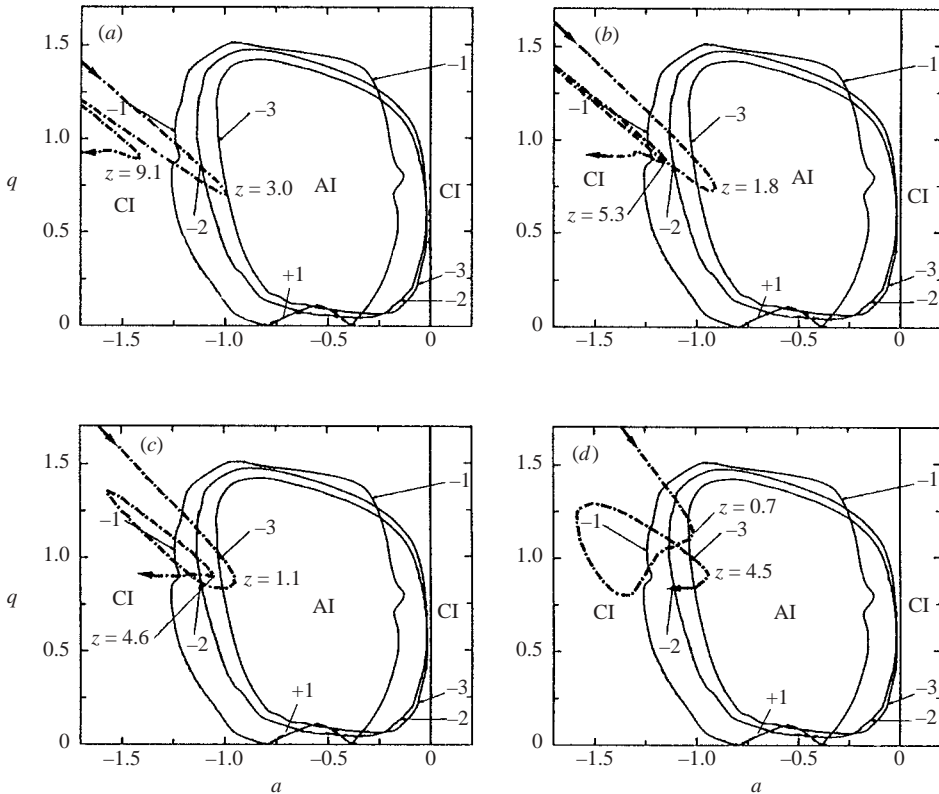 (a)
1.5
1.0
0.5
0
q
–1
–3
–1
z = 9.1
z = 3.0
CI
AI
CI
–2
+1
–3
–2
–1.5
–1.0
–0.5
0
(b)
1.5
1.0
0.5
0
–1
–3
–1
CI
z = 1.8
AI
CI
z = 5.3
–2
+1
–3
–2
–1.5
–1.0
–0.5
0
(c)
1.5
1.0
0.5
0
q
–1
–1
–3
z = 1.1
CI
AI
CI
z = 4.6
–2
+1
–3
–2
–1.5
–1.0
–0.5
0
a
(d)
1.5
1.0
0.5
0
–1
z = 0.7
–1
–3
z = 4.5
CI
AI
CI
–2
+1
–3
–2
–1.5
–1.0
–0.5
0
a